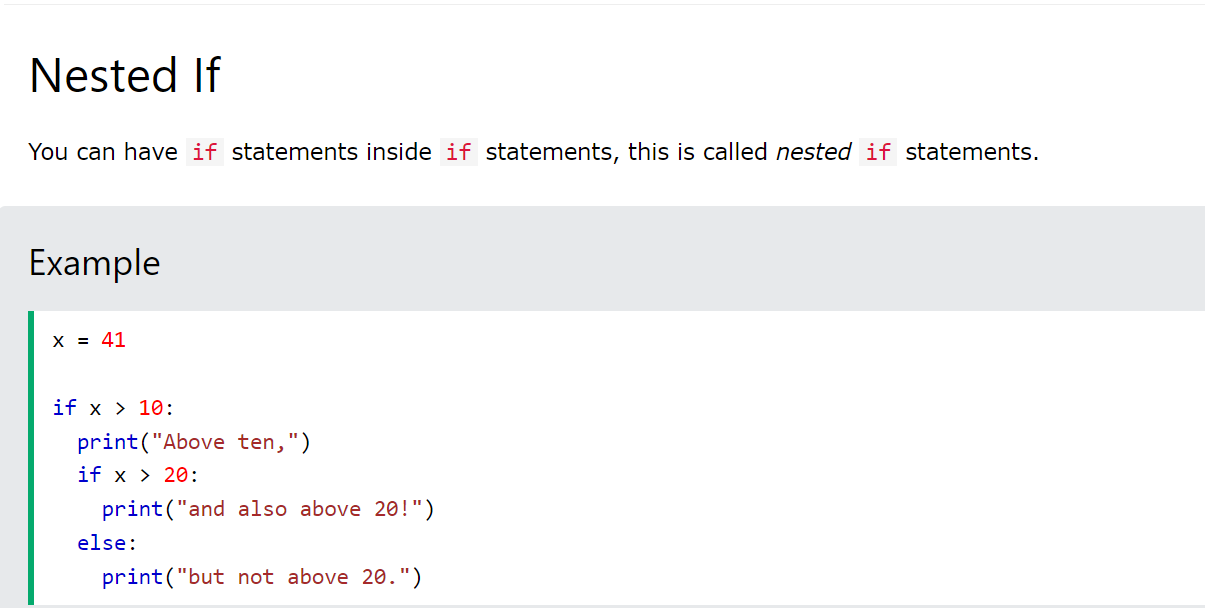 Nested If
You can have if statements inside if statements, this is called nested if statements.
Example
x = 41
if x > 10:
  print("Above ten,")
  if x > 20:
    print("and also above 20!")
  else:
    print("but not above 20.")